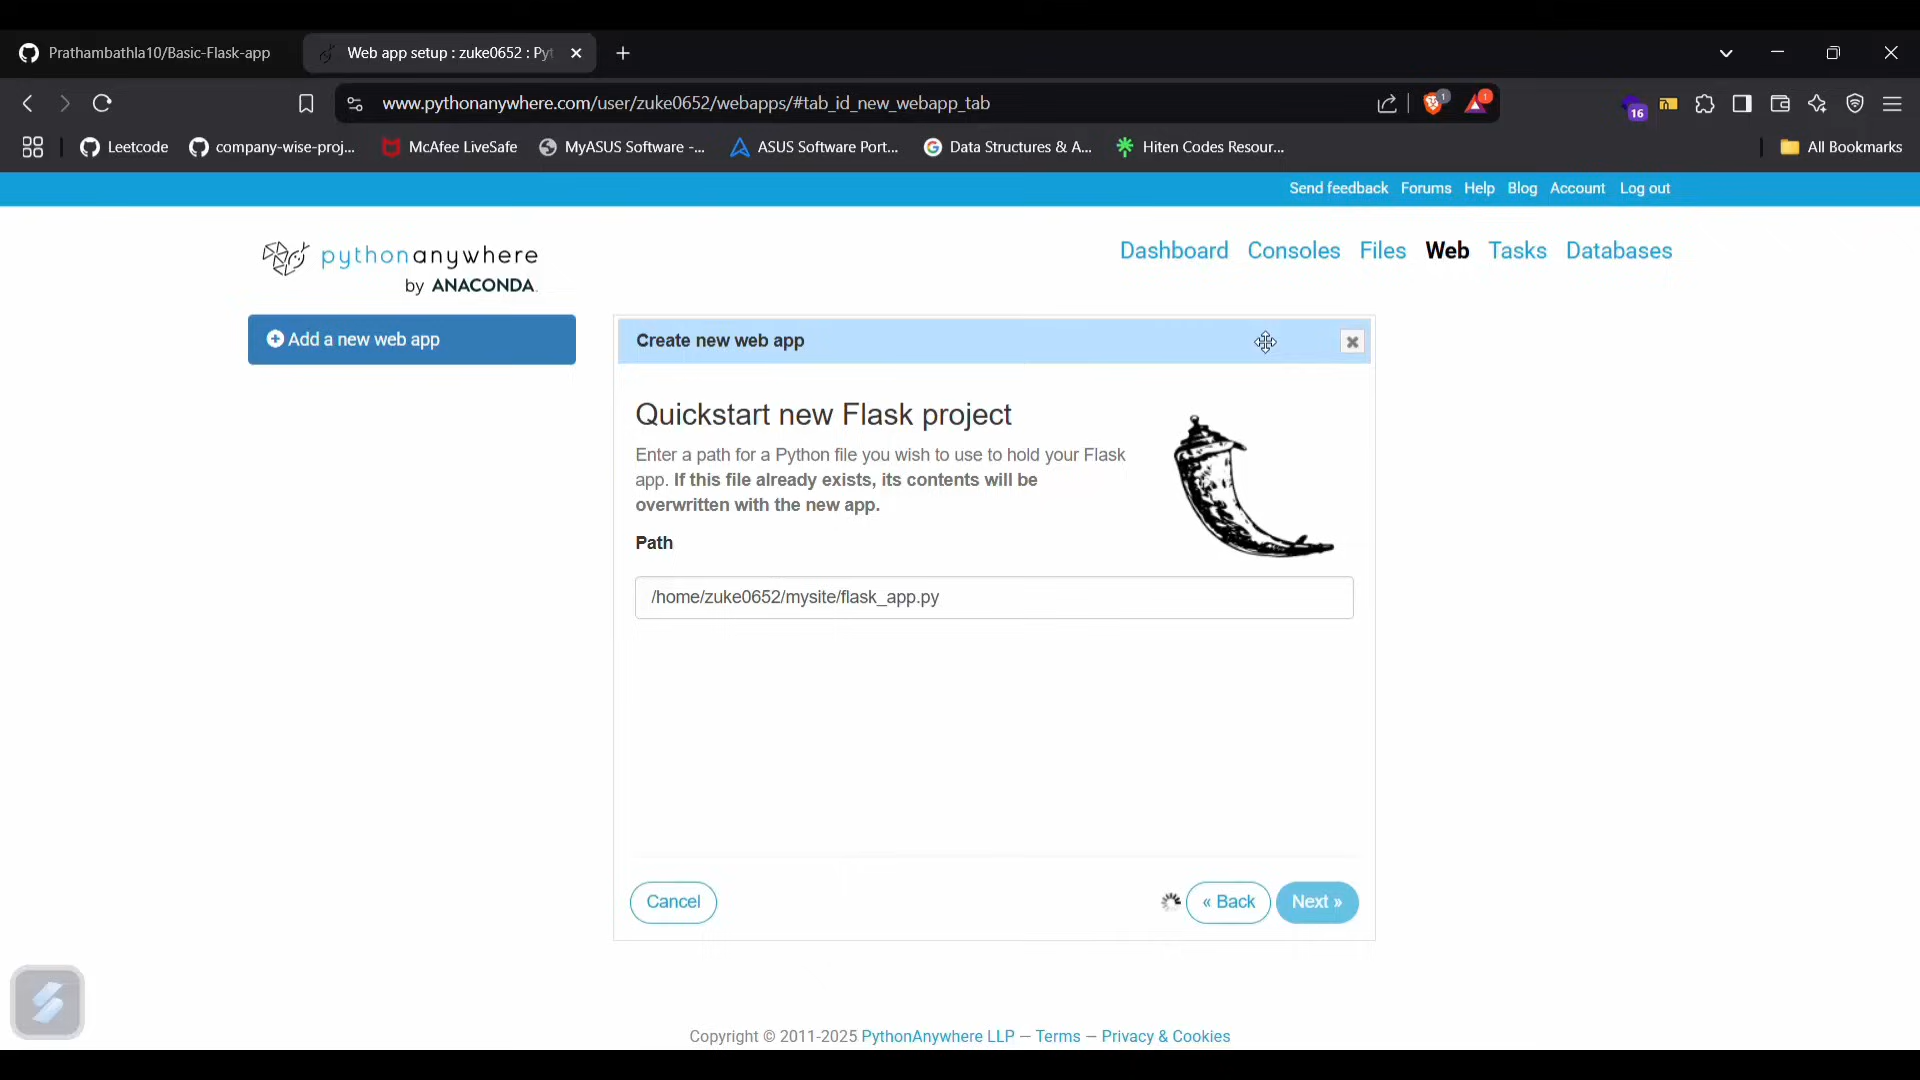 Prathambathla10/Basic-Flask-app
Web app setup : zuke0652 : Pyt
www.pythonanywhere.com/user/zuke0652/webapps/#tab_id_new_webapp_tab
1
1
16
Leetcode
company-wise-proj...
McAfee LiveSafe
MyASUS Software -...
ASUS Software Port...
Data Structures & A...
Hiten Codes Resour...
All Bookmarks
Send feedback Forums Help Blog Account Log out
pythonanywhere
by ANACONDA.
Dashboard Consoles Files Web Tasks Databases
Add a new web app
Create new web app
Quickstart new Flask project
Enter a path for a Python file you wish to use to hold your Flask
app. If this file already exists, its contents will be
overwritten with the new app.
Path
/home/zuke0652/mysite/flask_app.py
Cancel
« Back
Next »
Copyright © 2011-2025 PythonAnywhere LLP — Terms — Privacy & Cookies